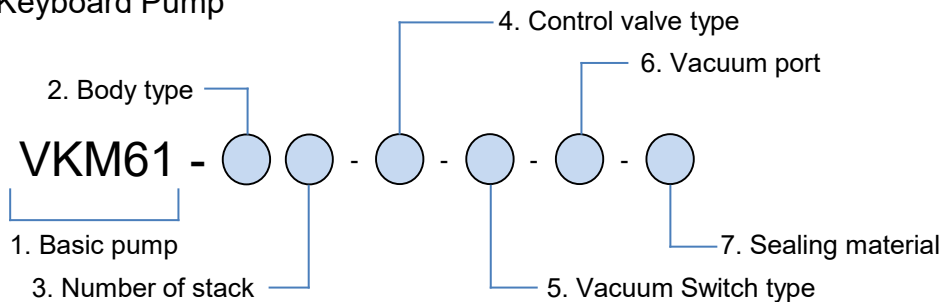 Keyboard Pump
4. Control valve type
6. Vacuum port
2. Body type
VKM61 - - - - -
1. Basic pump
7. Sealing material
3. Number of stack
5. Vacuum Switch type